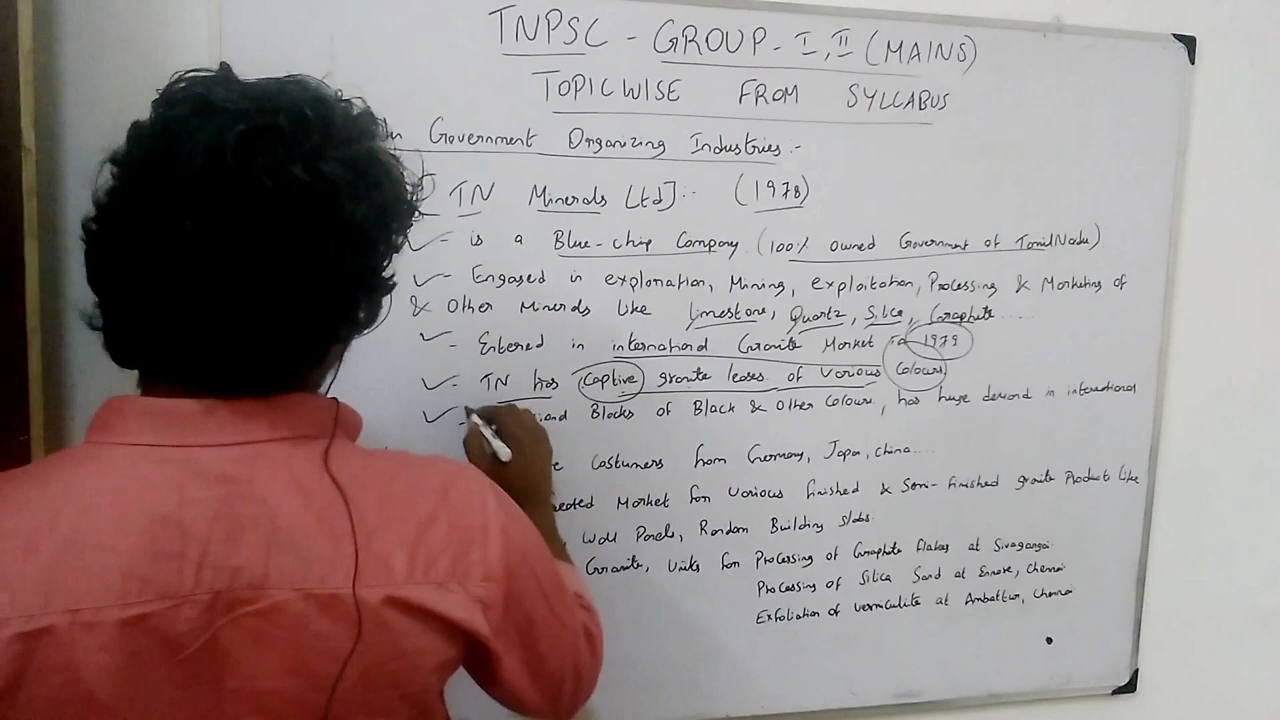 TNPSC - GROUP - I, II (MAINS)
TOPICWISE FROM SYLLABUS
Government Organizing Industries :-
TN Minerals Ltd] :- (1978)
- is a Blue-chip Company (100% owned Government of TamilNadu)
- Engaged in exploration, Mining, exploitation, Processing & Marketing of
& Other Minerals like limestone, Quartz, Silica, Graphite .....
- Entered in international Granite Market in 1979
- TN has captive granite leases of various colours
Blocks of Black & Other Colour, has huge demand in international
Costumers from Germany, Japan, China....
Market for various finished & Semi-finished granite Products like
Wall Panels, Random Building slabs.
Granite, Units for Processing of Graphite flakes at Sivagangai
Processing of Silica Sand at Ennore, Chennai
Exfoliation of vermiculite at Ambattur, Chennai